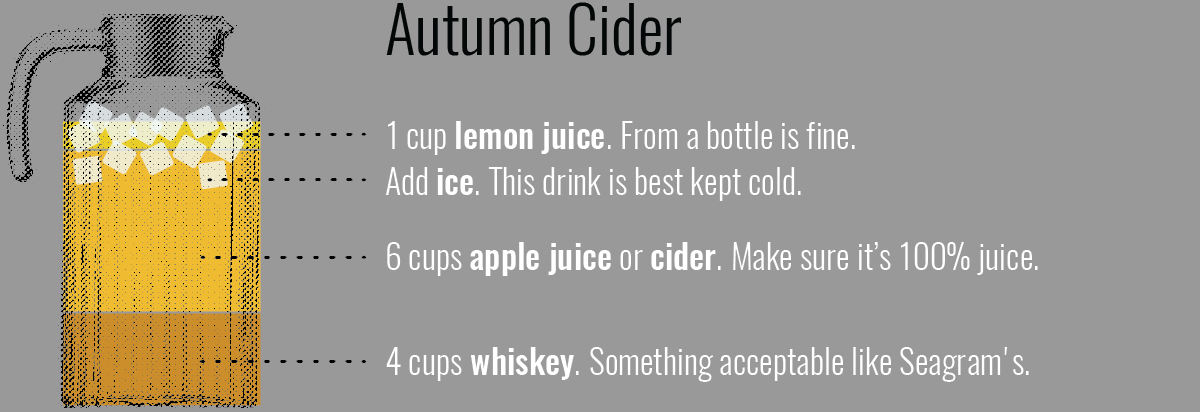 Autumn Cider
1 cup lemon juice. From a bottle is fine.
Add ice. This drink is best kept cold.
6 cups apple juice or cider. Make sure it’s 100% juice.
4 cups whiskey. Something acceptable like Seagram's.